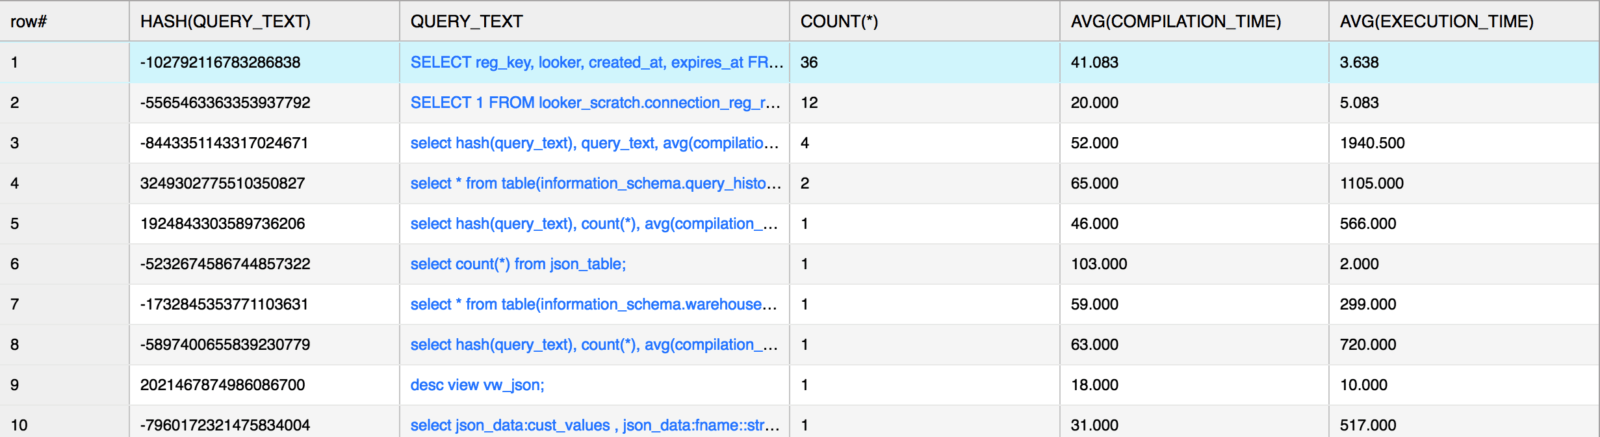 row# HASH(QUERY_TEXT) QUERY_TEXT COUNT(*) AVG(COMPILATION_TIME) AVG(EXECUTION_TIME)
1 -102792116783286838 SELECT reg_key, looker, created_at, expires_at FR... 36 41.083 3.638
2 -5565463363353937792 SELECT 1 FROM looker_scratch.connection_reg_r... 12 20.000 5.083
3 -8443351143317024671 select hash(query_text), query_text, avg(compilatio... 4 52.000 1940.500
4 3249302775510350827 select * from table(information_schema.query_histo... 2 65.000 1105.000
5 1924843303589736206 select hash(query_text), count(*), avg(compilation_... 1 46.000 566.000
6 -5232674586744857322 select count(*) from json_table; 1 103.000 2.000
7 -1732845353771103631 select * from table(information_schema.warehouse... 1 59.000 299.000
8 -5897400655839230779 select hash(query_text), count(*), avg(compilation_... 1 63.000 720.000
9 2021467874986086700 desc view vw_json; 1 18.000 10.000
10 -7960172321475834004 select json_data:cust_values , json_data:fname::str... 1 31.000 517.000